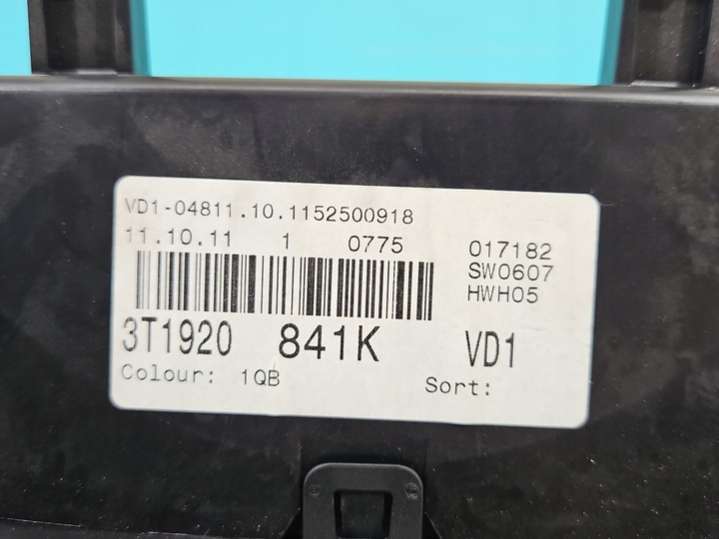 VD1-04811.10.1152500918
11.10.11 1 0775 017182
SW0607
HWH05
3T1920 841K VD1
Colour: 1QB Sort: